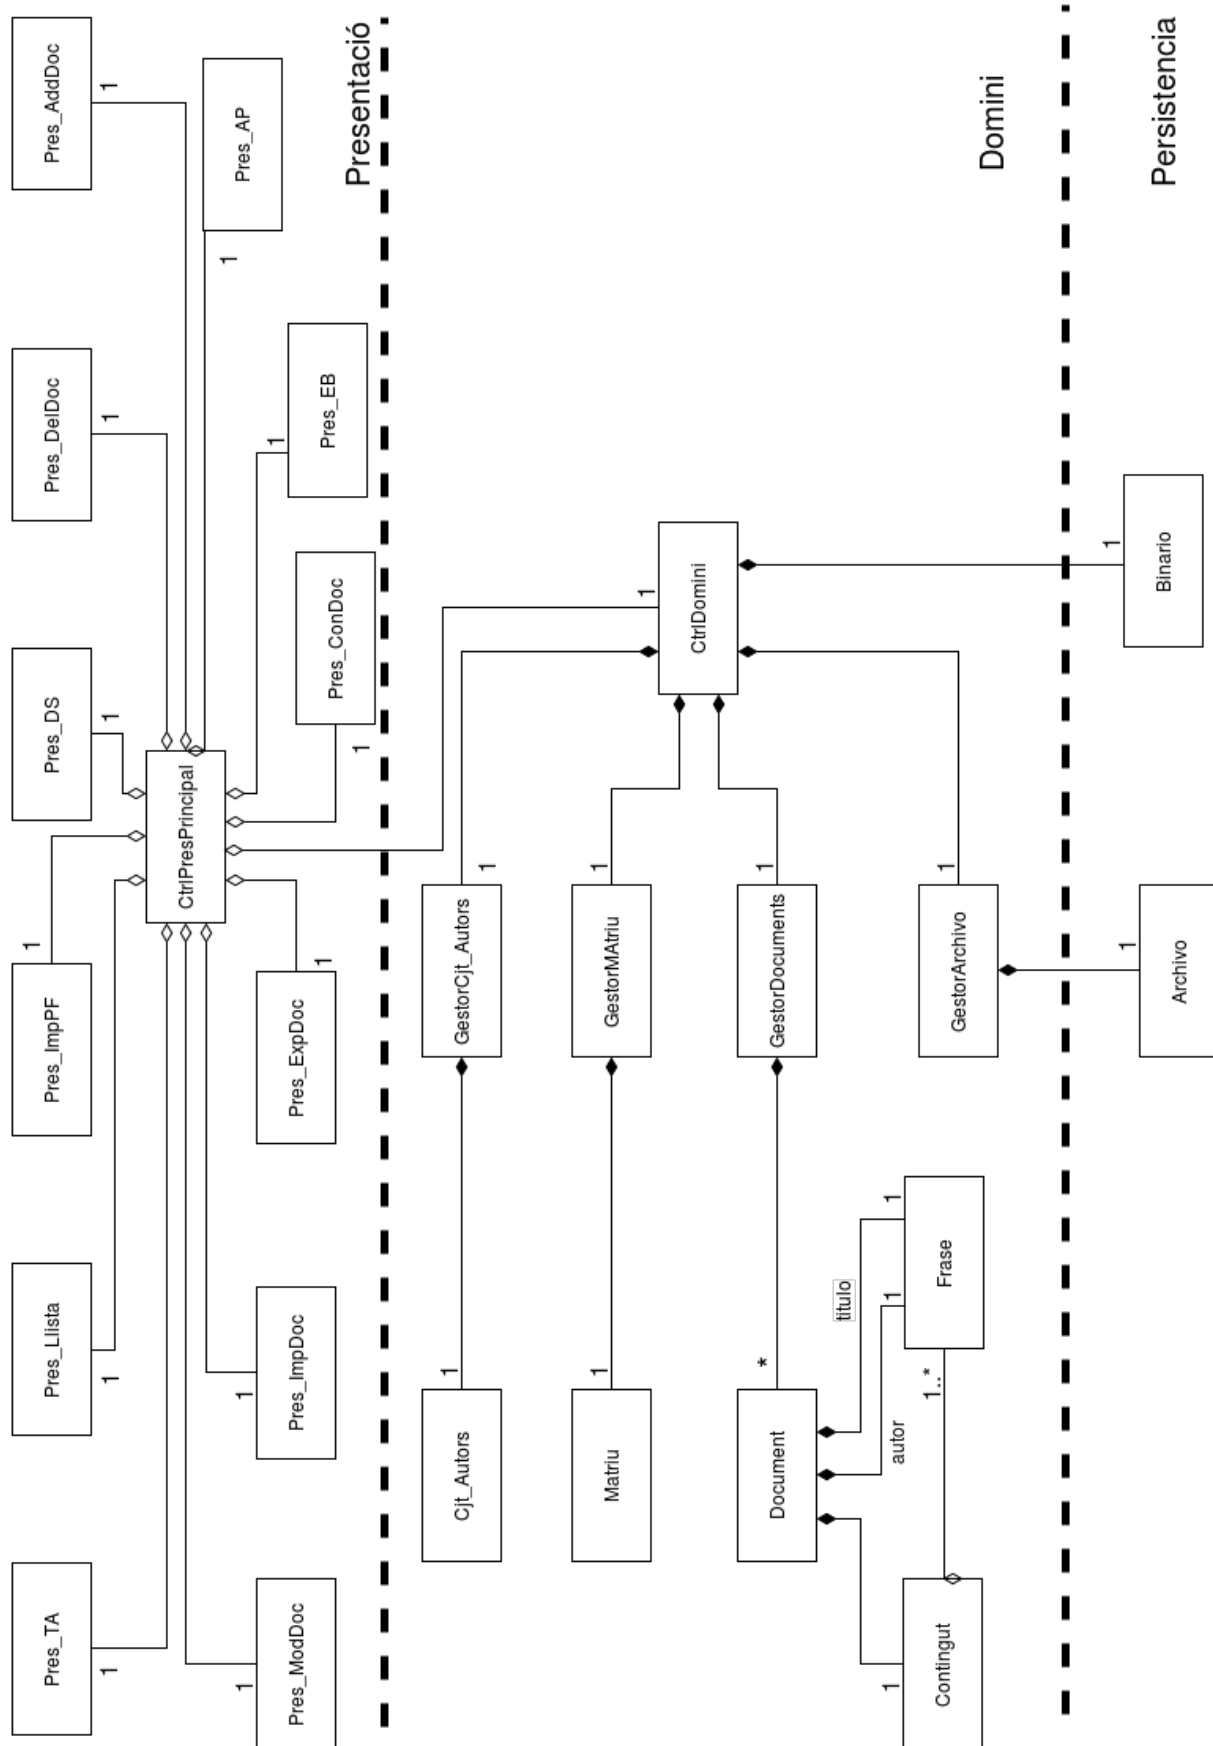 Pres_TA
Pres_Llista
Pres_ImpPF
Pres_DS
Pres_DelDoc
Pres_AddDoc
1
1
1
1
1
1
CtrlPresPrincipal
1
Pres_AP
1
1
1
1
1
Pres_ModDoc
Pres_ImpDoc
Pres_ExpDoc
Pres_ConDoc
Pres_EB
Presentació
1
1
Cjt_Autors
GestorCjt_Autors
1
1
1
Matriu
GestorMAtriu
CtrlDomini
*
1
Document
GestorDocuments
titulo
autor
1
1
1
1..*
1
Contingut
Frase
GestorArchivo
Domini
1
1
Archivo
Binario
Persistencia